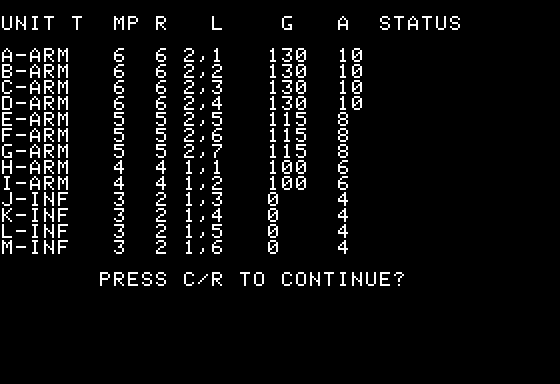 UNIT T MP R L G A STATUS
A-ARM 6 6 2,1 130 10
B-ARM 6 6 2,2 130 10
C-ARM 6 6 2,3 130 10
D-ARM 6 6 2,4 130 10
E-ARM 5 5 2,5 115 8
F-ARM 5 5 2,6 115 8
G-ARM 5 5 2,7 115 8
H-ARM 4 4 1,1 100 6
I-ARM 4 4 1,2 100 6
J-INF 3 2 1,3 0 4
K-INF 3 2 1,4 0 4
L-INF 3 2 1,5 0 4
M-INF 3 2 1,6 0 4
PRESS C/R TO CONTINUE?